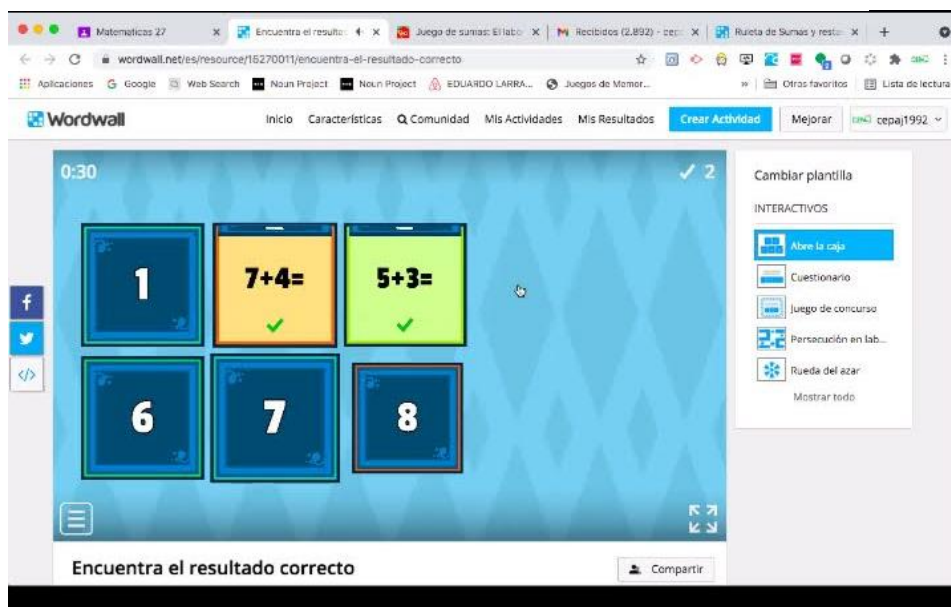 Matematicas 27
Encuentra el resulta
Juego de sumas: El labo
Recibidos (2.892) - cepa
Ruleta de Sumas y resta
wordwall.net/es/resource/16270011/encuentra-el-resultado-correcto
Aplicaciones
Google
Web Search
Noun Project
Noun Project
EDUARDO LARRA...
Juegos de Memor...
»
Otras favoritos
Lista de lectura
Wordwall
Inicio
Características
Comunidad
Mis Actividades
Mis Resultados
Crear Actividad
Mejorar
cepaj1992
0:30
2
1
7+4=
5+3=
6
7
8
Encuentra el resultado correcto
Compartir
Cambiar plantilla
INTERACTIVOS
Abre la caja
Cuestionario
Juego de concurso
Persecución en lab...
Rueda del azar
Mostrar todo